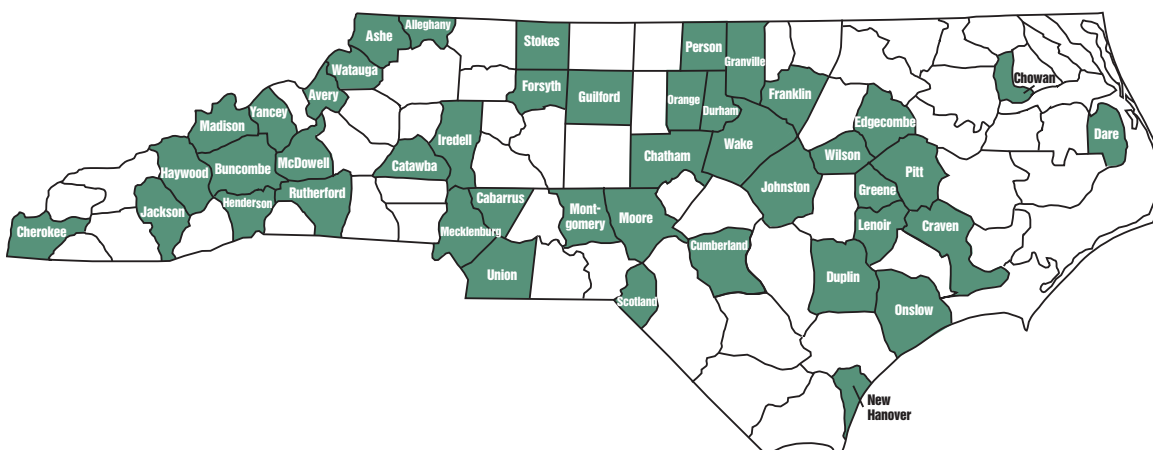 Alleghany
Ashe
Stokes
Person
Granville
Watauga
Chowan
Avery
Forsyth
Guilford
Orange
Durham
Franklin
Yancey
Madison
Iredell
Edgecombe
Dare
Wake
McDowell
Buncombe
Haywood
Catawba
Chatham
Wilson
Pitt
Johnston
Greene
Rutherford
Henderson
Jackson
Cabarrus
Mont-
gomery
Moore
Cherokee
Mecklenburg
Lenoir
Craven
Cumberland
Union
Duplin
Scotland
Onslow
New
Hanover